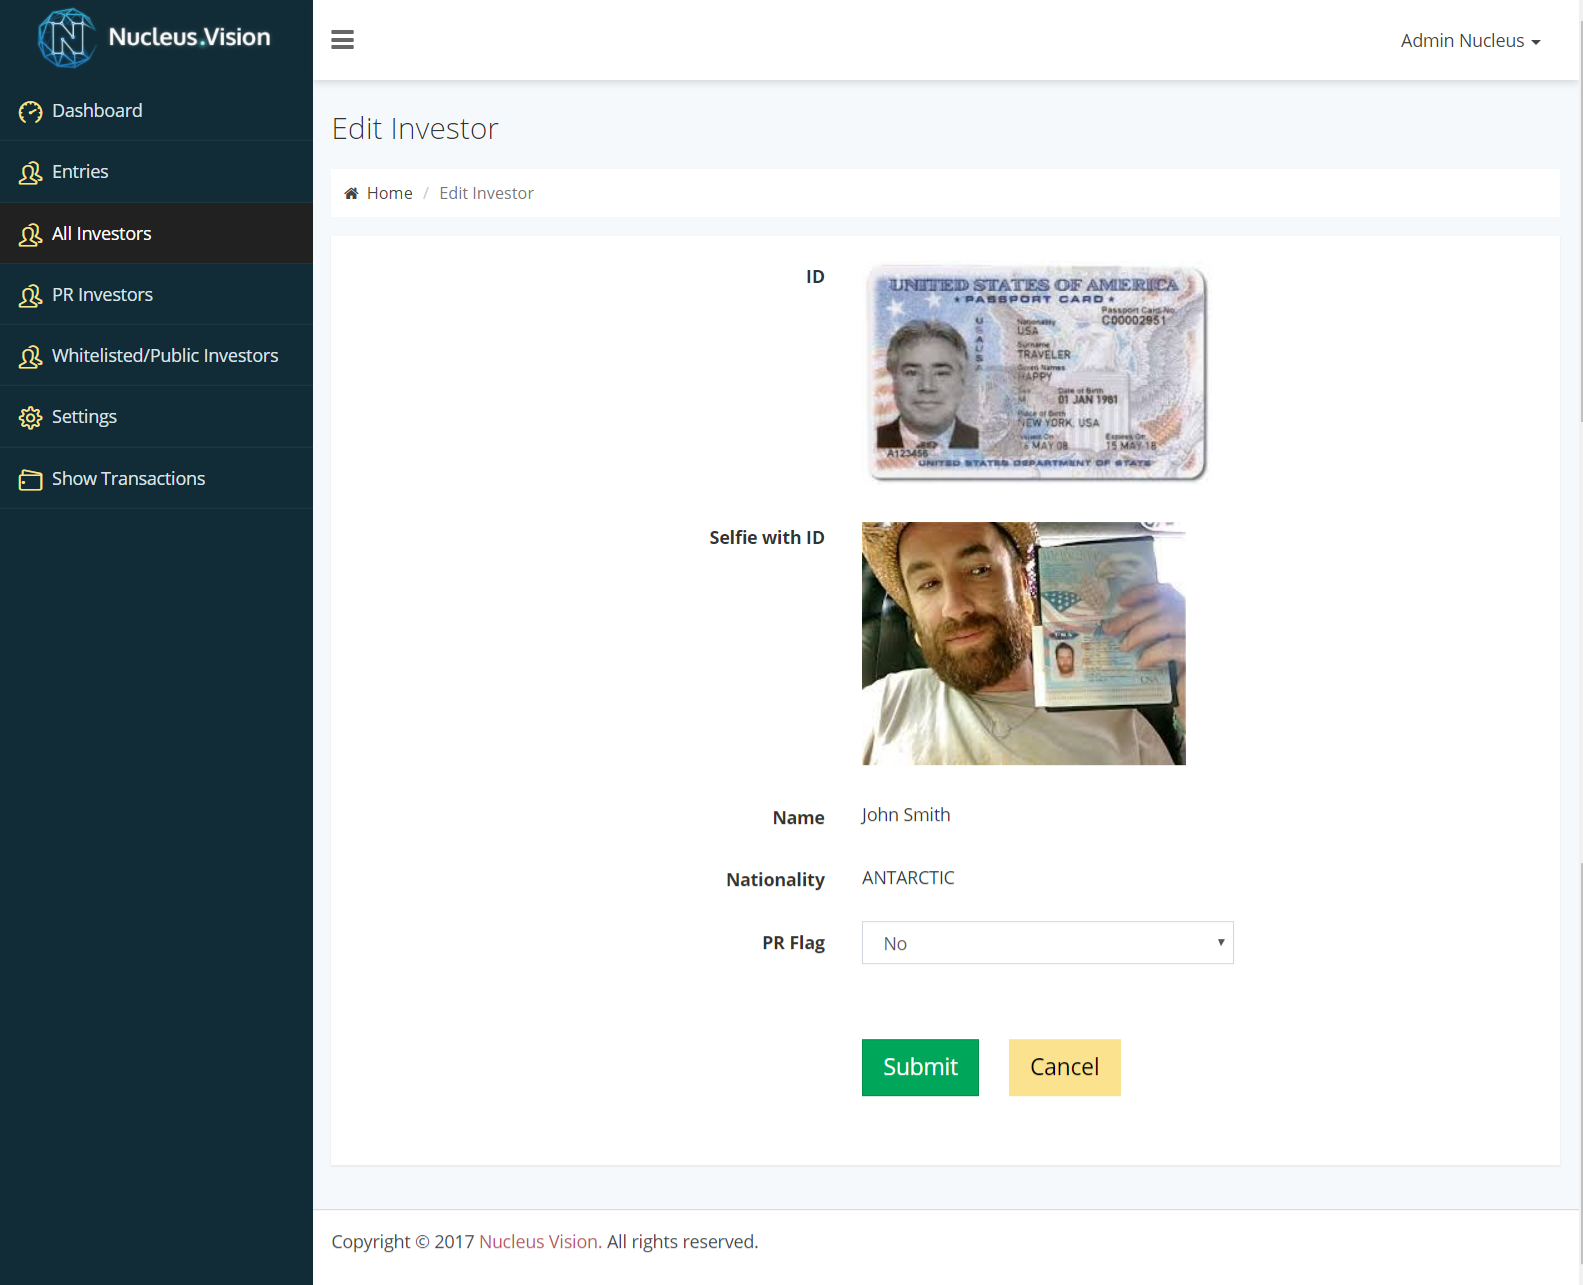 Nucleus.Vision
Admin Nucleus
Dashboard
Entries
All Investors
PR Investors
Whitelisted/Public Investors
Settings
Show Transactions
Edit Investor
Home / Edit Investor
ID
UNITED STATES OF AMERICA
★ PASSPORT CARD ★
Passport Card No.
C00002951
Nationality
USA
Surname
TRAVELER
Given Names
HAPPY
Date of Birth
M 01 JAN 1981
Place of Birth
NEW YORK, USA
Issued On Expires On
MAY 08 15 MAY 18
A123456
UNITED STATES DEPARTMENT OF STATE
USA
Selfie with ID
USA
Name
John Smith
Nationality
ANTARCTIC
PR Flag
No
Submit
Cancel
Copyright © 2017 Nucleus Vision. All rights reserved.